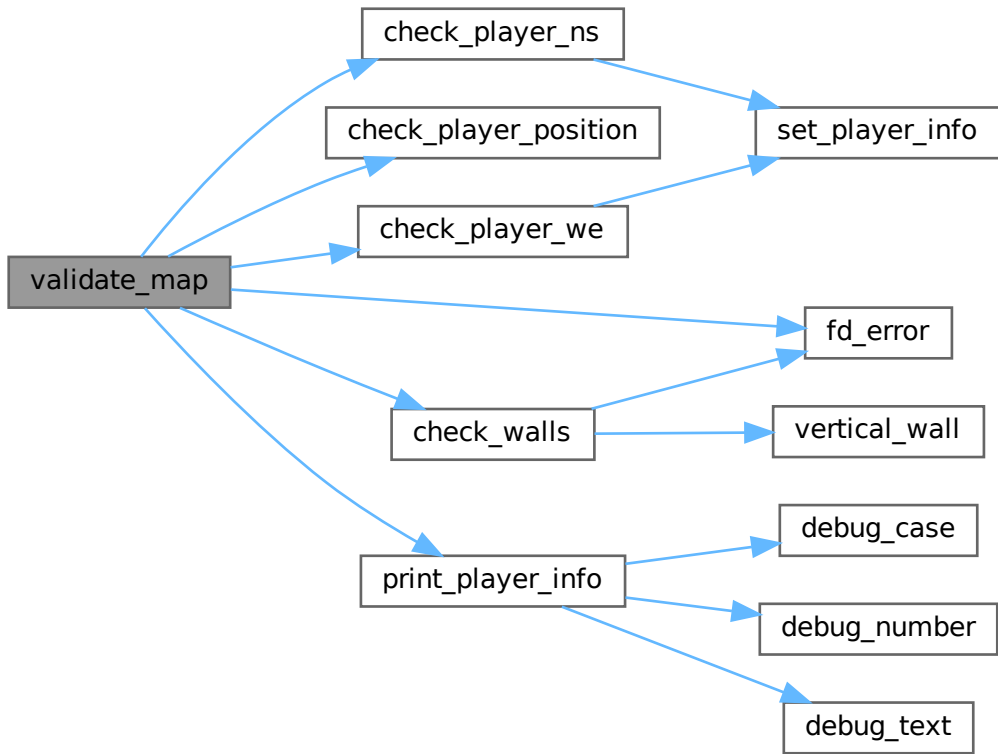 check_player_ns
check_player_position
set_player_info
check_player_we
validate_map
fd_error
check_walls
vertical_wall
debug_case
print_player_info
debug_number
debug_text